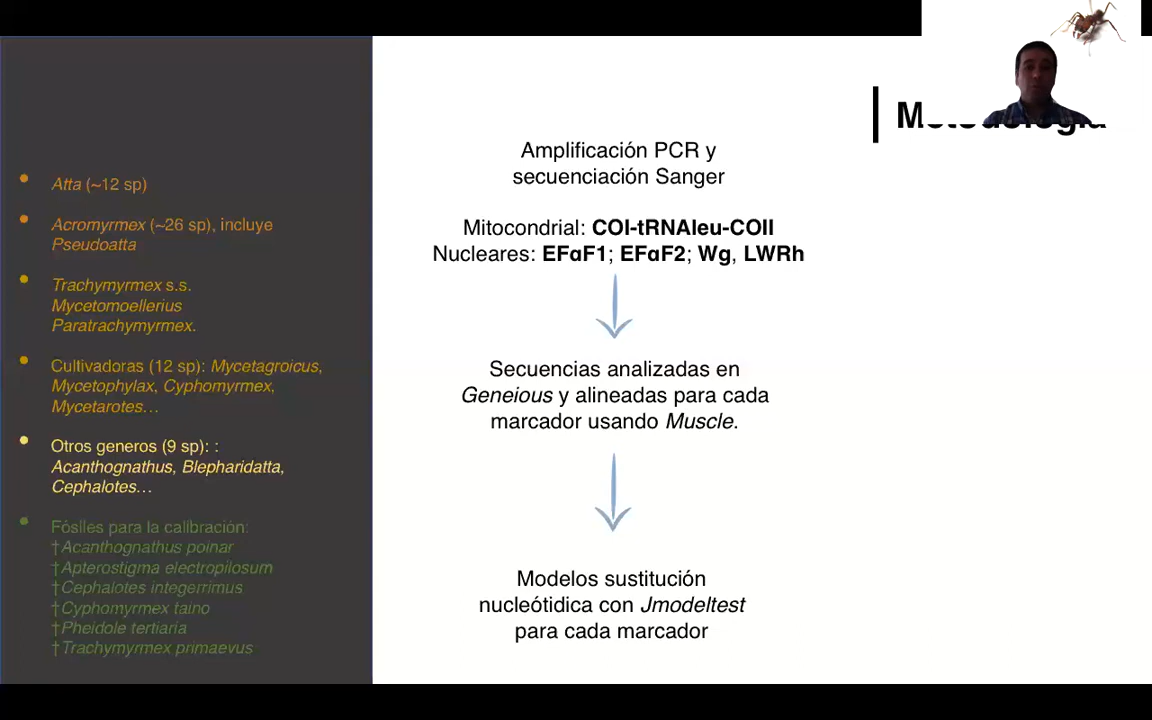 Metodología
Atta (~12 sp)
Acromyrmex (~26 sp), incluye
Pseudoatta
Trachymyrmex s.s.
Mycetomoellerius
Paratrachymyrmex.
Cultivadoras (12 sp): Mycetagroicus,
Mycetophylax, Cyphomyrmex,
Mycetarotes…
Otros generos (9 sp): :
Acanthognathus, Blepharidatta,
Cephalotes…
Fósiles para la calibración:
†Acanthognathus poinar
†Apterostigma electropilosum
†Cephalotes integerrimus
†Cyphomyrmex taino
†Pheidole tertiaria
†Trachymyrmex primaevus
Amplificación PCR y
secuenciación Sanger
Mitocondrial: COI-tRNAleu-COII
Nucleares: EFαF1; EFαF2; Wg, LWRh
Secuencias analizadas en
Geneious y alineadas para cada
marcador usando Muscle.
Modelos sustitución
nucleótidica con Jmodeltest
para cada marcador